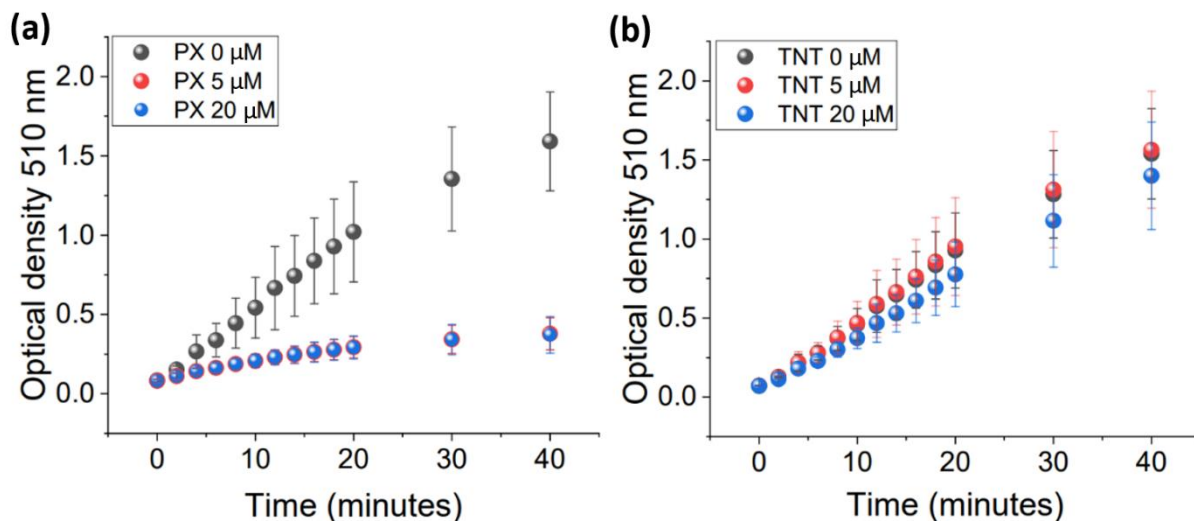 (a)
PX 0 μM
PX 5 μM
PX 20 μM
2.0
1.5
1.0
0.5
0.0
Optical density 510 nm
0 10 20 30 40
Time (minutes)
(b)
TNT 0 μM
TNT 5 μM
TNT 20 μM
2.0
1.5
1.0
0.5
0.0
Optical density 510 nm
0 10 20 30 40
Time (minutes)